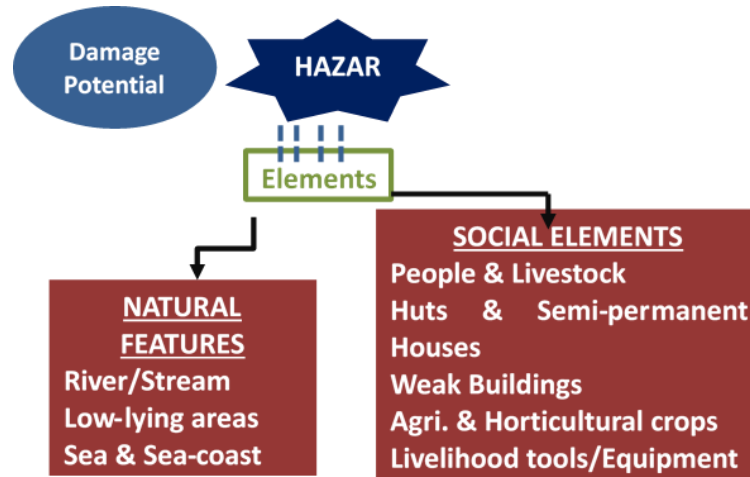 Damage
Potential
HAZAR
Elements
NATURAL
FEATURES
River/Stream
Low-lying areas
Sea & Sea-coast
SOCIAL ELEMENTS
People & Livestock
Huts & Semi-permanent
Houses
Weak Buildings
Agri. & Horticultural crops
Livelihood tools/Equipment